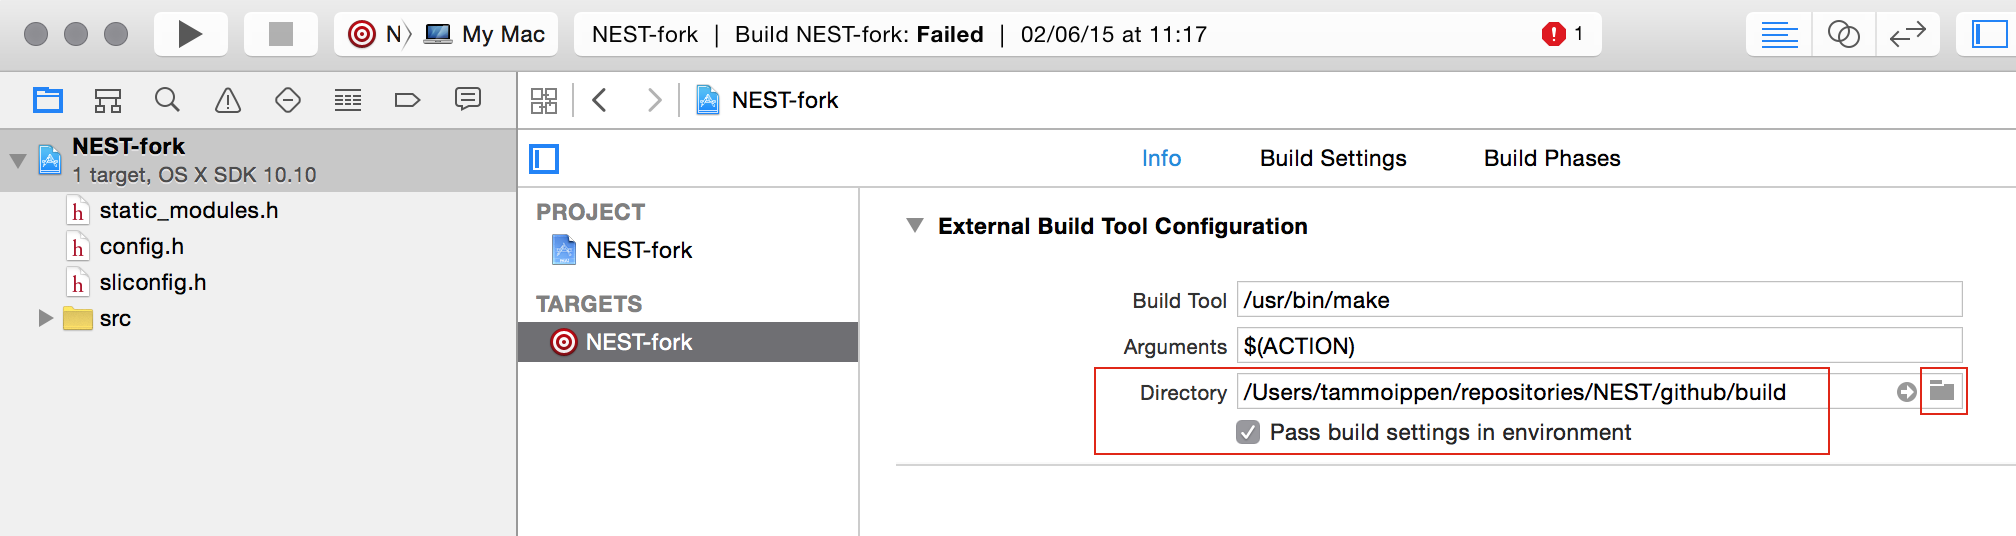 N My Mac
NEST-fork | Build NEST-fork: Failed | 02/06/15 at 11:17
1
NEST-fork
1 target, OS X SDK 10.10
static_modules.h
config.h
sliconfig.h
src
NEST-fork
Info Build Settings Build Phases
PROJECT
NEST-fork
TARGETS
NEST-fork
External Build Tool Configuration
Build Tool /usr/bin/make
Arguments $(ACTION)
Directory /Users/tammoippen/repositories/NEST/github/build
Pass build settings in environment